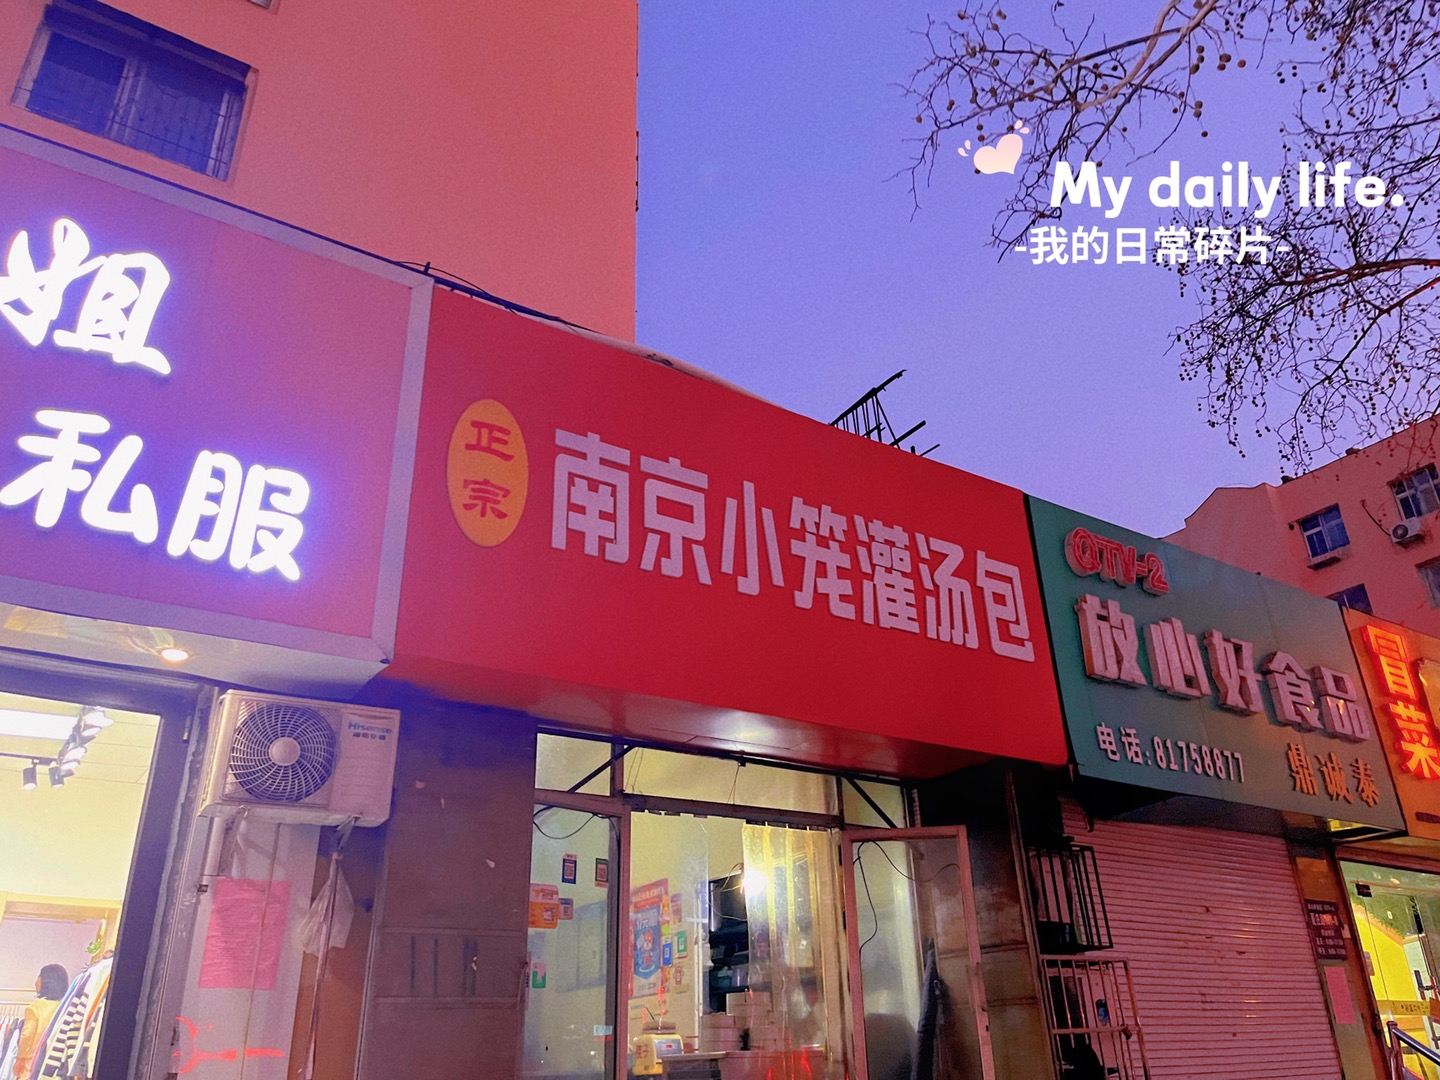 My daily life.
-我的日常碎片-
姐
私服
正宗
南京小笼灌汤包
QTV-2
放心好食品
电话:81758877
鼎诚泰
冒菜
Hisense